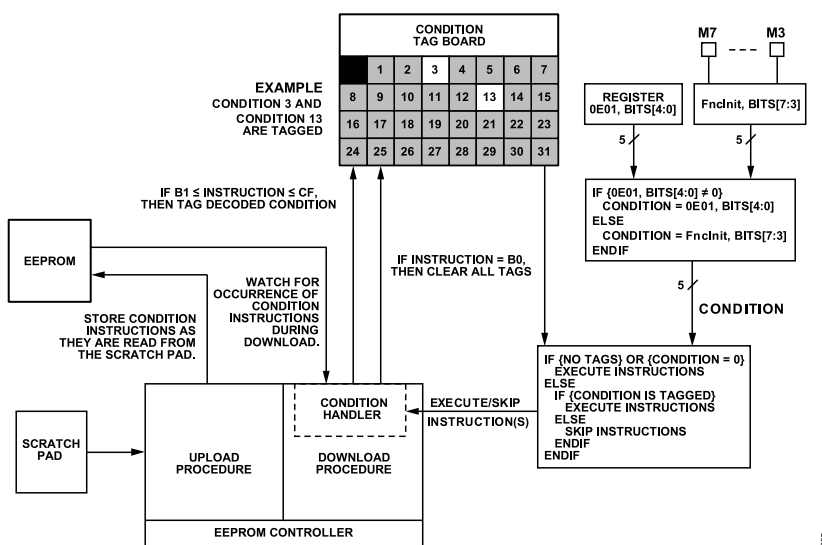 CONDITION
TAG BOARD
1 2 3 4 5 6 7
8 9 10 11 12 13 14 15
16 17 18 19 20 21 22 23
24 25 26 27 28 29 30 31
EXAMPLE
CONDITION 3 AND
CONDITION 13
ARE TAGGED
M7 M3
REGISTER
0E01, BITS[4:0]
FncInit, BITS[7:3]
5
5
IF {0E01, BITS[4:0] ≠ 0}
CONDITION = 0E01, BITS[4:0]
ELSE
CONDITION = FncInit, BITS[7:3]
ENDIF
5
CONDITION
IF B1 ≤ INSTRUCTION ≤ CF,
THEN TAG DECODED CONDITION
IF INSTRUCTION = B0,
THEN CLEAR ALL TAGS
EEPROM
WATCH FOR
OCCURRENCE OF
CONDITION
INSTRUCTIONS
DURING
DOWNLOAD.
STORE CONDITION
INSTRUCTIONS AS
THEY ARE READ FROM
THE SCRATCH PAD.
IF {NO TAGS} OR {CONDITION = 0}
EXECUTE INSTRUCTIONS
ELSE
IF {CONDITION IS TAGGED}
EXECUTE INSTRUCTIONS
ELSE
SKIP INSTRUCTIONS
ENDIF
ENDIF
EXECUTE/SKIP
INSTRUCTION(S)
CONDITION
HANDLER
SCRATCH
PAD
UPLOAD
PROCEDURE
DOWNLOAD
PROCEDURE
EEPROM CONTROLLER